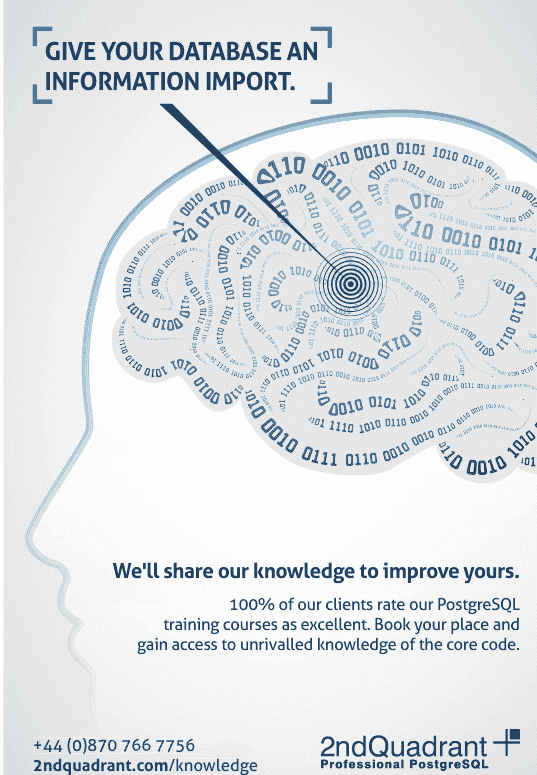 GIVE YOUR DATABASE AN
INFORMATION IMPORT.
We'll share our knowledge to improve yours.
100% of our clients rate our PostgreSQL
training courses as excellent. Book your place and
gain access to unrivalled knowledge of the core code.
+44 (0)870 766 7756
2ndquadrant.com/knowledge
2ndQuadrant
Professional PostgreSQL